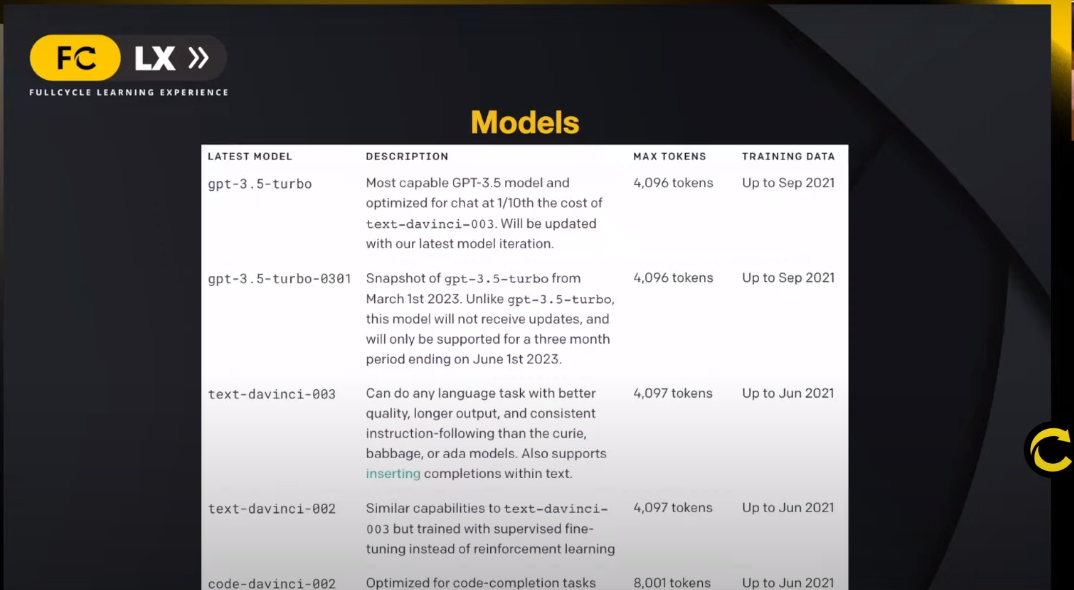 FC LX
FULLCYCLE LEARNING EXPERIENCE
Models
LATEST MODEL DESCRIPTION MAX TOKENS TRAINING DATA
gpt-3.5-turbo Most capable GPT-3.5 model and 4,096 tokens Up to Sep 2021
optimized for chat at 1/10th the cost of
text-davinci-003. Will be updated
with our latest model iteration.
gpt-3.5-turbo-0301 Snapshot of gpt-3.5-turbo from 4,096 tokens Up to Sep 2021
March 1st 2023. Unlike gpt-3.5-turbo,
this model will not receive updates, and
will only be supported for a three month
period ending on June 1st 2023.
text-davinci-003 Can do any language task with better 4,097 tokens Up to Jun 2021
quality, longer output, and consistent
instruction-following than the curie,
babbage, or ada models. Also supports
inserting completions within text.
text-davinci-002 Similar capabilities to text-davinci- 4,097 tokens Up to Jun 2021
003 but trained with supervised fine-
tuning instead of reinforcement learning
code-davinci-002 Optimized for code-completion tasks 8,001 tokens Up to Jun 2021